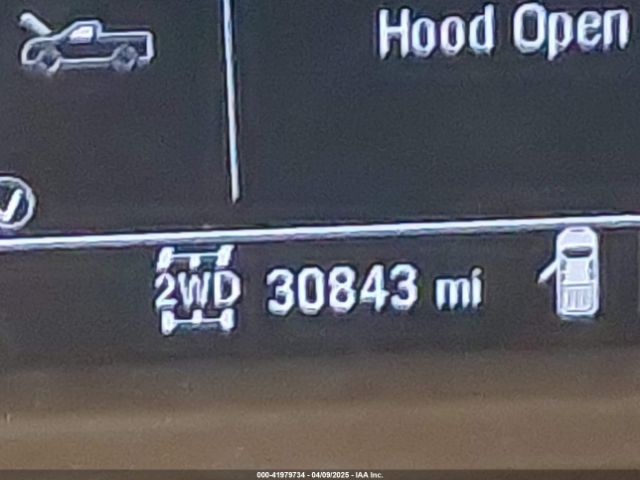 Hood Open
2WD 30843 mi
000-41979734 - 04/09/2025 - IAA Inc.